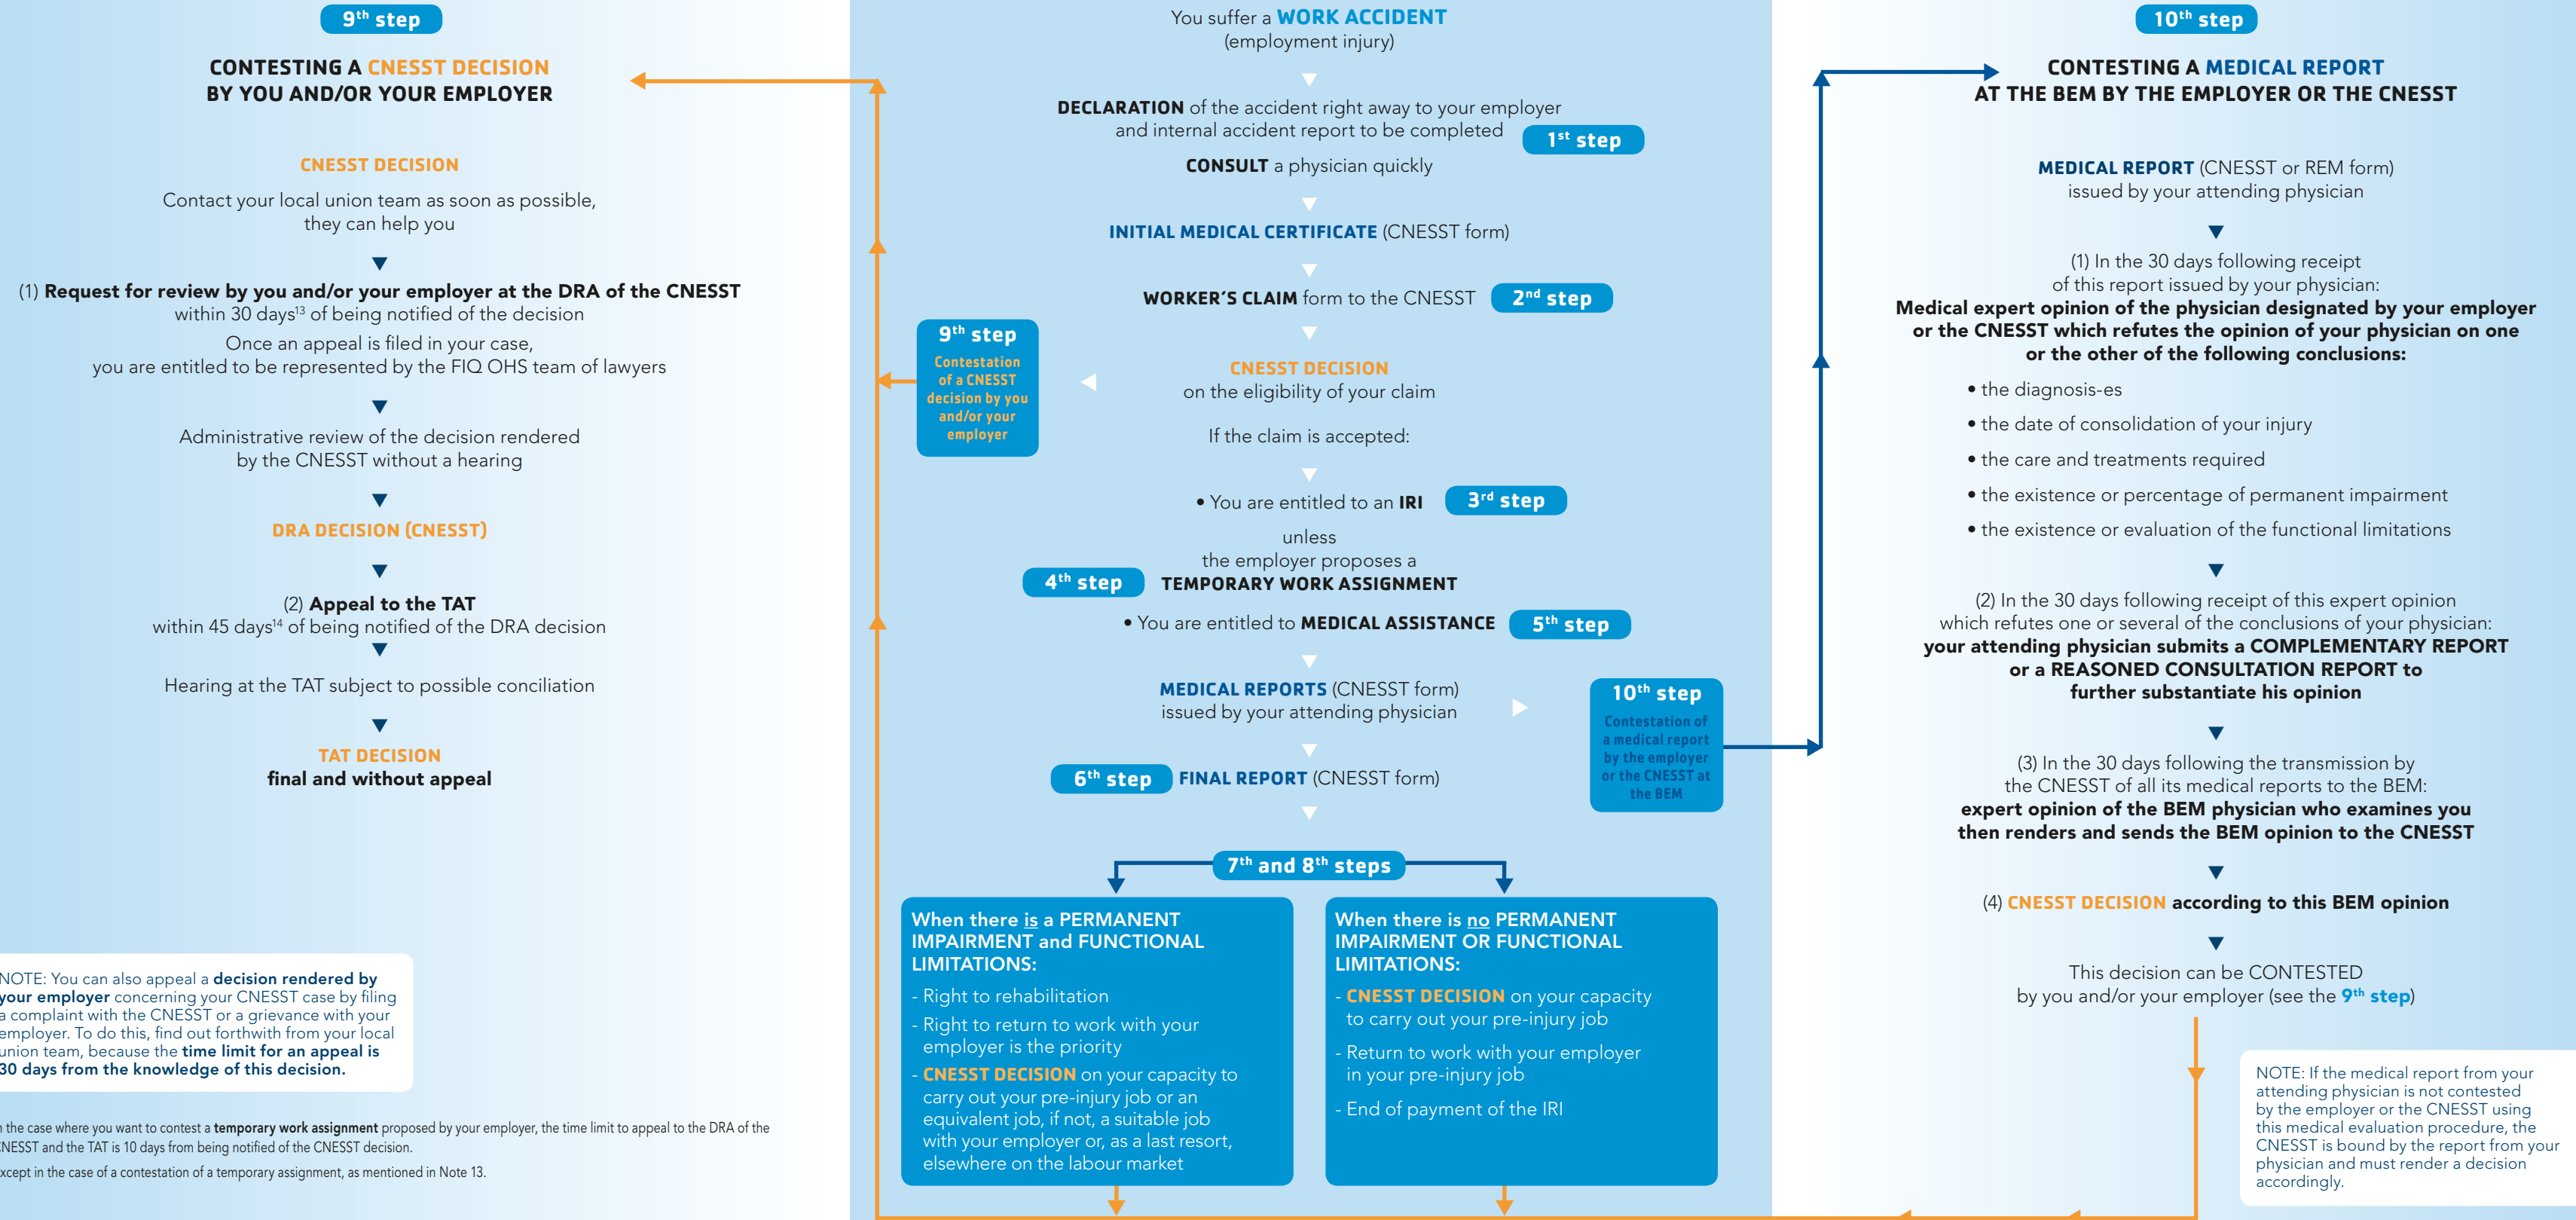 9th step
CONTESTING A CNESST DECISION
BY YOU AND/OR YOUR EMPLOYER
CNESST DECISION
Contact your local union team as soon as possible,
they can help you
(1) Request for review by you and/or your employer at the DRA of the CNESST
within 30 days13 of being notified of the decision
Once an appeal is filed in your case,
you are entitled to be represented by the FIQ OHS team of lawyers
Administrative review of the decision rendered
by the CNESST without a hearing
DRA DECISION (CNESST)
(2) Appeal to the TAT
within 45 days14 of being notified of the DRA decision
Hearing at the TAT subject to possible conciliation
TAT DECISION
final and without appeal
NOTE: You can also appeal a decision rendered by
your employer concerning your CNESST case by filing
a complaint with the CNESST or a grievance with your
employer. To do this, find out forthwith from your local
union team, because the time limit for an appeal is
30 days from the knowledge of this decision.
the case where you want to contest a temporary work assignment proposed by your employer, the time limit to appeal to the DRA of the
CNESST and the TAT is 10 days from being notified of the CNESST decision.
xcept in the case of a contestation of a temporary assignment, as mentioned in Note 13.
You suffer a WORK ACCIDENT
(employment injury)
DECLARATION of the accident right away to your employer
and internal accident report to be completed
1st step
CONSULT a physician quickly
INITIAL MEDICAL CERTIFICATE (CNESST form)
WORKER'S CLAIM form to the CNESST
2nd step
9th step
Contestation
of a CNESST
decision by you
and/or your
employer
CNESST DECISION
on the eligibility of your claim
If the claim is accepted:
• You are entitled to an IRI
3rd step
unless
the employer proposes a
4th step
TEMPORARY WORK ASSIGNMENT
• You are entitled to MEDICAL ASSISTANCE
5th step
MEDICAL REPORTS (CNESST form)
issued by your attending physician
10th step
Contestation of
a medical report
by the employer
or the CNESST at
the BEM
6th step
FINAL REPORT (CNESST form)
7th and 8th steps
When there is a PERMANENT
IMPAIRMENT and FUNCTIONAL
LIMITATIONS:
- Right to rehabilitation
- Right to return to work with your
employer is the priority
- CNESST DECISION on your capacity to
carry out your pre-injury job or an
equivalent job, if not, a suitable job
with your employer or, as a last resort,
elsewhere on the labour market
When there is no PERMANENT
IMPAIRMENT OR FUNCTIONAL
LIMITATIONS:
- CNESST DECISION on your capacity
to carry out your pre-injury job
- Return to work with your employer
in your pre-injury job
- End of payment of the IRI
10th step
CONTESTING A MEDICAL REPORT
AT THE BEM BY THE EMPLOYER OR THE CNESST
MEDICAL REPORT (CNESST or REM form)
issued by your attending physician
(1) In the 30 days following receipt
of this report issued by your physician:
Medical expert opinion of the physician designated by your employer
or the CNESST which refutes the opinion of your physician on one
or the other of the following conclusions:
• the diagnosis-es
• the date of consolidation of your injury
• the care and treatments required
• the existence or percentage of permanent impairment
• the existence or evaluation of the functional limitations
(2) In the 30 days following receipt of this expert opinion
which refutes one or several of the conclusions of your physician:
your attending physician submits a COMPLEMENTARY REPORT
or a REASONED CONSULTATION REPORT to
further substantiate his opinion
(3) In the 30 days following the transmission by
the CNESST of all its medical reports to the BEM:
expert opinion of the BEM physician who examines you
then renders and sends the BEM opinion to the CNESST
(4) CNESST DECISION according to this BEM opinion
This decision can be CONTESTED
by you and/or your employer (see the 9th step)
NOTE: If the medical report from your
attending physician is not contested
by the employer or the CNESST using
this medical evaluation procedure, the
CNESST is bound by the report from your
physician and must render a decision
accordingly.